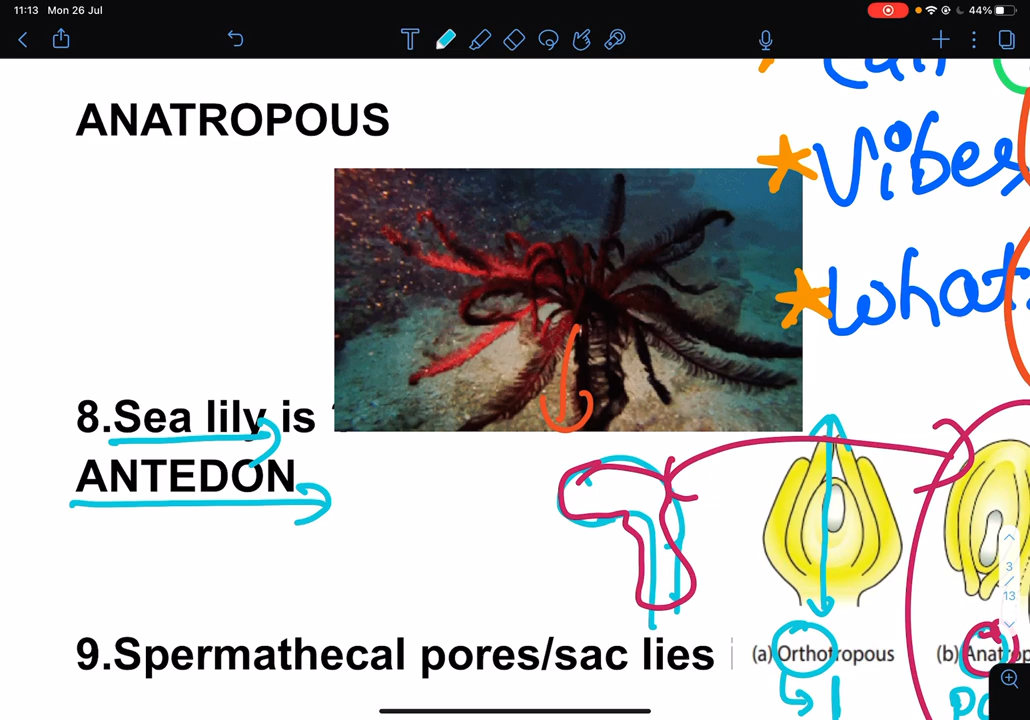 11:13 Mon 26 Jul
44%
T
ANATROPOUS
Vibes
What
8.Sea lily is
ANTEDON
3
/
13
9.Spermathecal pores/sac lies
(a) Orthotropous
(b) Anatrop